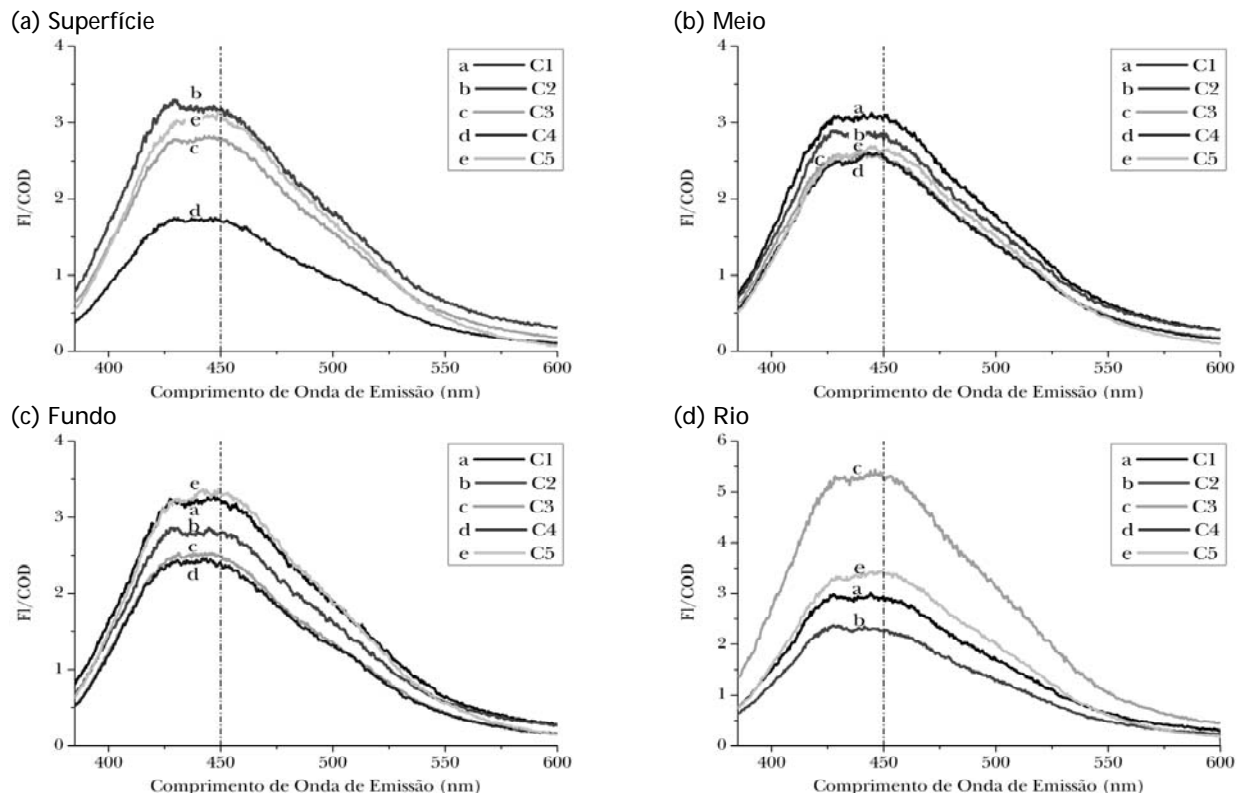 (a) Superfície
4
3
2
1
0
Fl/COD
b
e
c
d
a C1
b C2
c C3
d C4
e C5
400 450 500 550 600
Comprimento de Onda de Emissão (nm)
(b) Meio
4
3
2
1
0
Fl/COD
a
b
e
c
d
a C1
b C2
c C3
d C4
e C5
400 450 500 550 600
Comprimento de Onda de Emissão (nm)
(c) Fundo
4
3
2
1
0
Fl/COD
e
a
b
c
d
a C1
b C2
c C3
d C4
e C5
400 450 500 550 600
Comprimento de Onda de Emissão (nm)
(d) Rio
6
5
4
3
2
1
0
Fl/COD
c
e
a
b
a C1
b C2
c C3
d C4
e C5
400 450 500 550 600
Comprimento de Onda de Emissão (nm)